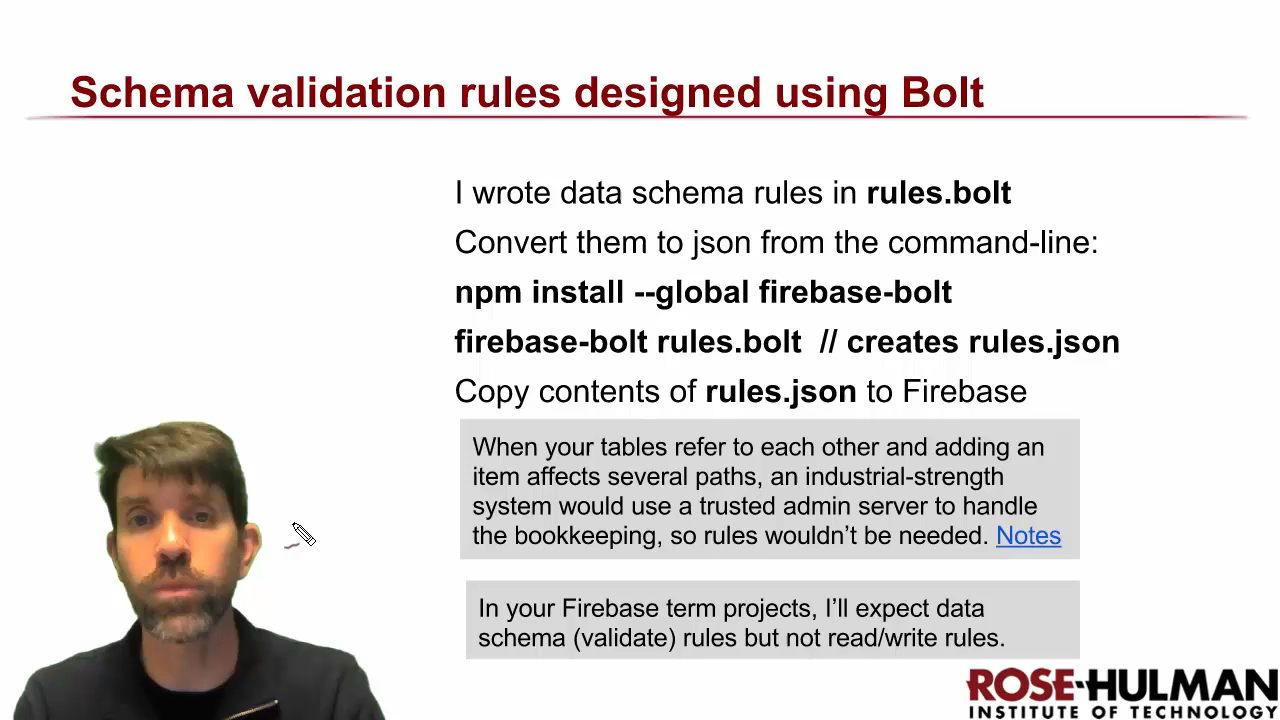 Schema validation rules designed using Bolt
I wrote data schema rules in rules.bolt
Convert them to json from the command-line:
npm install --global firebase-bolt
firebase-bolt rules.bolt // creates rules.json
Copy contents of rules.json to Firebase
When your tables refer to each other and adding an
item affects several paths, an industrial-strength
system would use a trusted admin server to handle
the bookkeeping, so rules wouldn’t be needed. Notes
In your Firebase term projects, I’ll expect data
schema (validate) rules but not read/write rules.
ROSE-HULMAN
INSTITUTE OF TECHNOLOGY